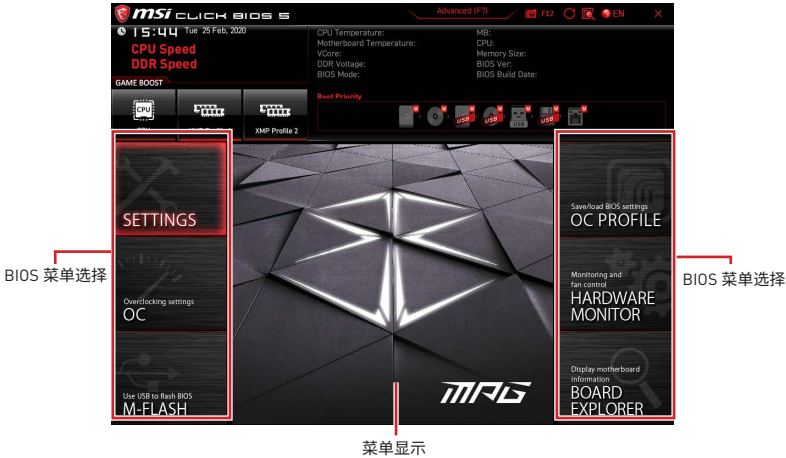 msi CLICK BIOS 5
Advanced (F7)
F12
EN
X
15:44 Tue 25 Feb, 2020
CPU Speed
DDR Speed
CPU Temperature:
Motherboard Temperature:
VCore:
DDR Voltage:
BIOS Mode:
MB:
CPU:
Memory Size:
BIOS Ver:
BIOS Build Date:
GAME BOOST
Boot Priority
CPU
USB
USB
USB
USB
XMP Profile 2
SETTINGS
Overclocking settings
OC
Use USB to flash BIOS
M-FLASH
Save/load BIOS settings
OC PROFILE
Monitoring and
fan control
HARDWARE
MONITOR
Display motherboard
information
BOARD
EXPLORER
MPG
BIOS 菜单选择
BIOS 菜单选择
菜单显示